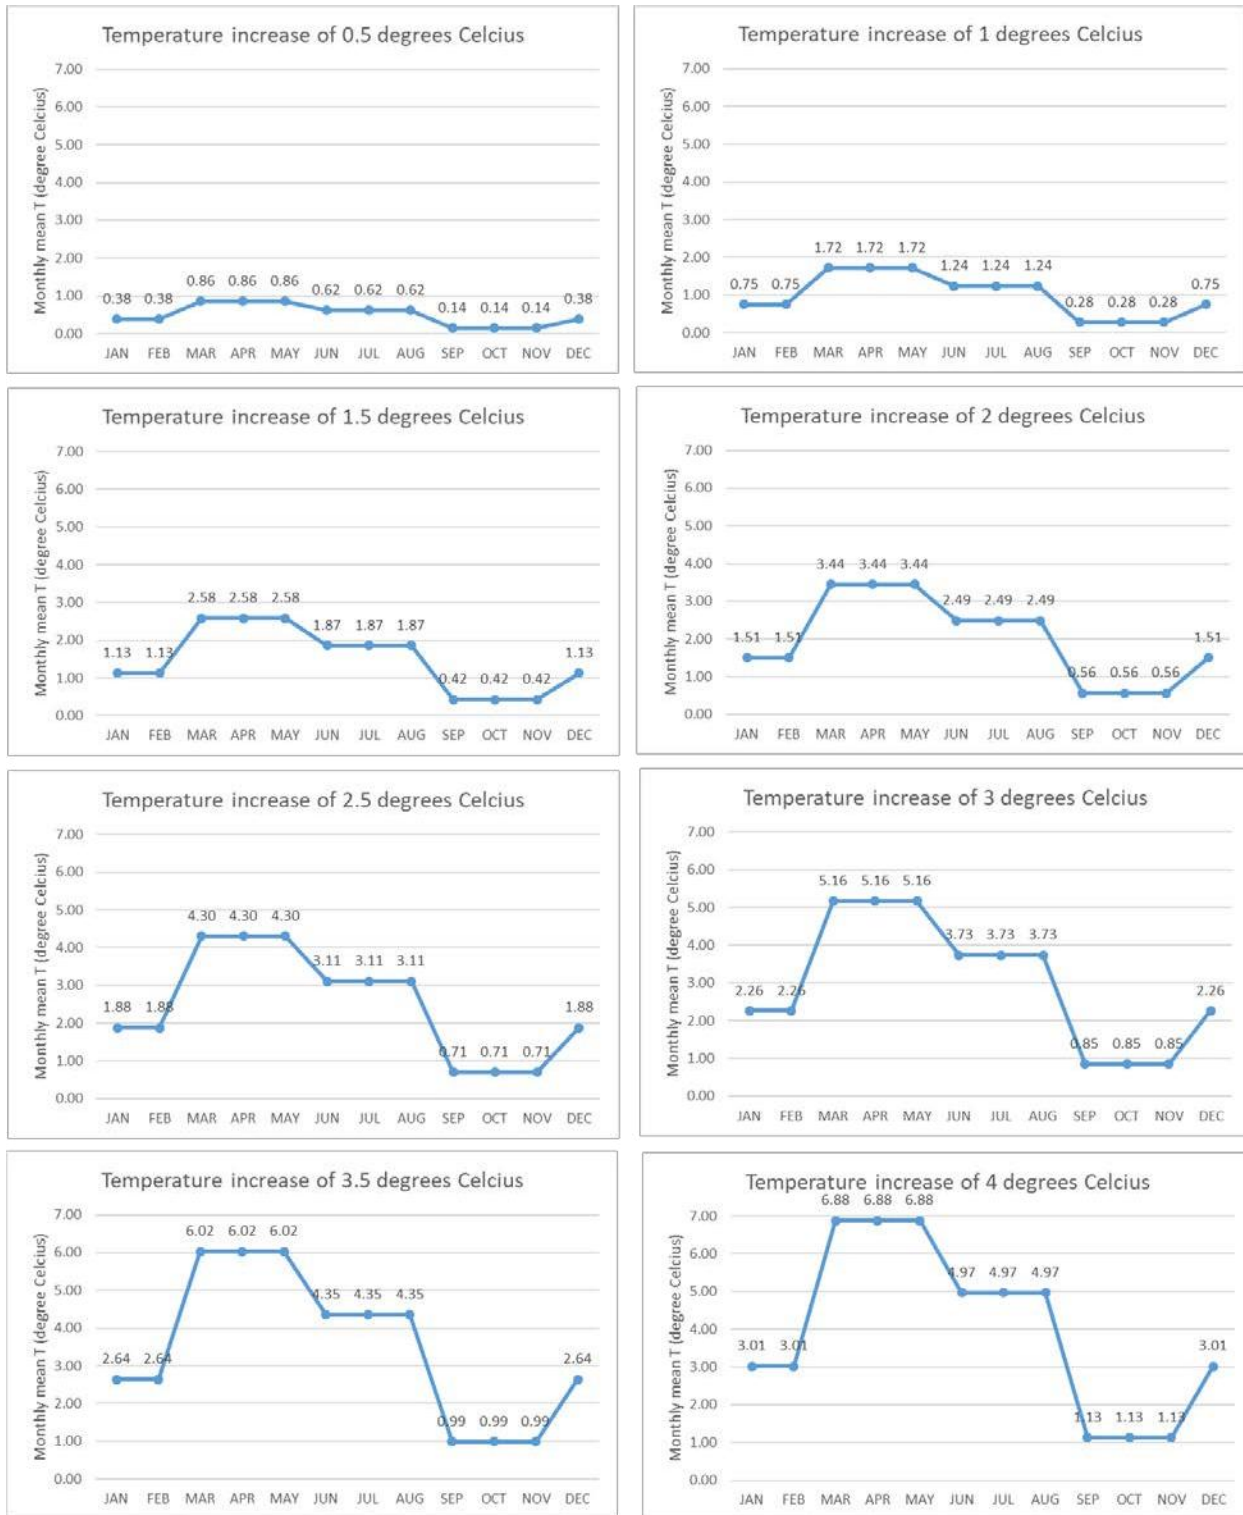 Temperature increase of 0.5 degrees Celcius
Monthly mean T (degree Celcius)
7.00
6.00
5.00
4.00
3.00
2.00
1.00
0.00
0.38 0.38 0.86 0.86 0.86 0.62 0.62 0.62 0.14 0.14 0.14 0.38
JAN FEB MAR APR MAY JUN JUL AUG SEP OCT NOV DEC
Temperature increase of 1 degrees Celcius
Monthly mean T (degree Celcius)
7.00
6.00
5.00
4.00
3.00
2.00
1.00
0.00
0.75 0.75 1.72 1.72 1.72 1.24 1.24 1.24 0.28 0.28 0.28 0.75
JAN FEB MAR APR MAY JUN JUL AUG SEP OCT NOV DEC
Temperature increase of 1.5 degrees Celcius
Monthly mean T (degree Celcius)
7.00
6.00
5.00
4.00
3.00
2.00
1.00
0.00
1.13 1.13 2.58 2.58 2.58 1.87 1.87 1.87 0.42 0.42 0.42 1.13
JAN FEB MAR APR MAY JUN JUL AUG SEP OCT NOV DEC
Temperature increase of 2 degrees Celcius
Monthly mean T (degree Celcius)
7.00
6.00
5.00
4.00
3.00
2.00
1.00
0.00
1.51 1.51 3.44 3.44 3.44 2.49 2.49 2.49 0.56 0.56 0.56 1.51
JAN FEB MAR APR MAY JUN JUL AUG SEP OCT NOV DEC
Temperature increase of 2.5 degrees Celcius
Monthly mean T (degree Celcius)
7.00
6.00
5.00
4.00
3.00
2.00
1.00
0.00
1.88 1.88 4.30 4.30 4.30 3.11 3.11 3.11 0.71 0.71 0.71 1.88
JAN FEB MAR APR MAY JUN JUL AUG SEP OCT NOV DEC
Temperature increase of 3 degrees Celcius
Monthly mean T (degree Celcius)
7.00
6.00
5.00
4.00
3.00
2.00
1.00
0.00
2.26 2.26 5.16 5.16 5.16 3.73 3.73 3.73 0.85 0.85 0.85 2.26
JAN FEB MAR APR MAY JUN JUL AUG SEP OCT NOV DEC
Temperature increase of 3.5 degrees Celcius
Monthly mean T (degree Celcius)
7.00
6.00
5.00
4.00
3.00
2.00
1.00
0.00
2.64 2.64 6.02 6.02 6.02 4.35 4.35 4.35 0.99 0.99 0.99 2.64
JAN FEB MAR APR MAY JUN JUL AUG SEP OCT NOV DEC
Temperature increase of 4 degrees Celcius
Monthly mean T (degree Celcius)
7.00
6.00
5.00
4.00
3.00
2.00
1.00
0.00
3.01 3.01 6.88 6.88 6.88 4.97 4.97 4.97 1.13 1.13 1.13 3.01
JAN FEB MAR APR MAY JUN JUL AUG SEP OCT NOV DEC